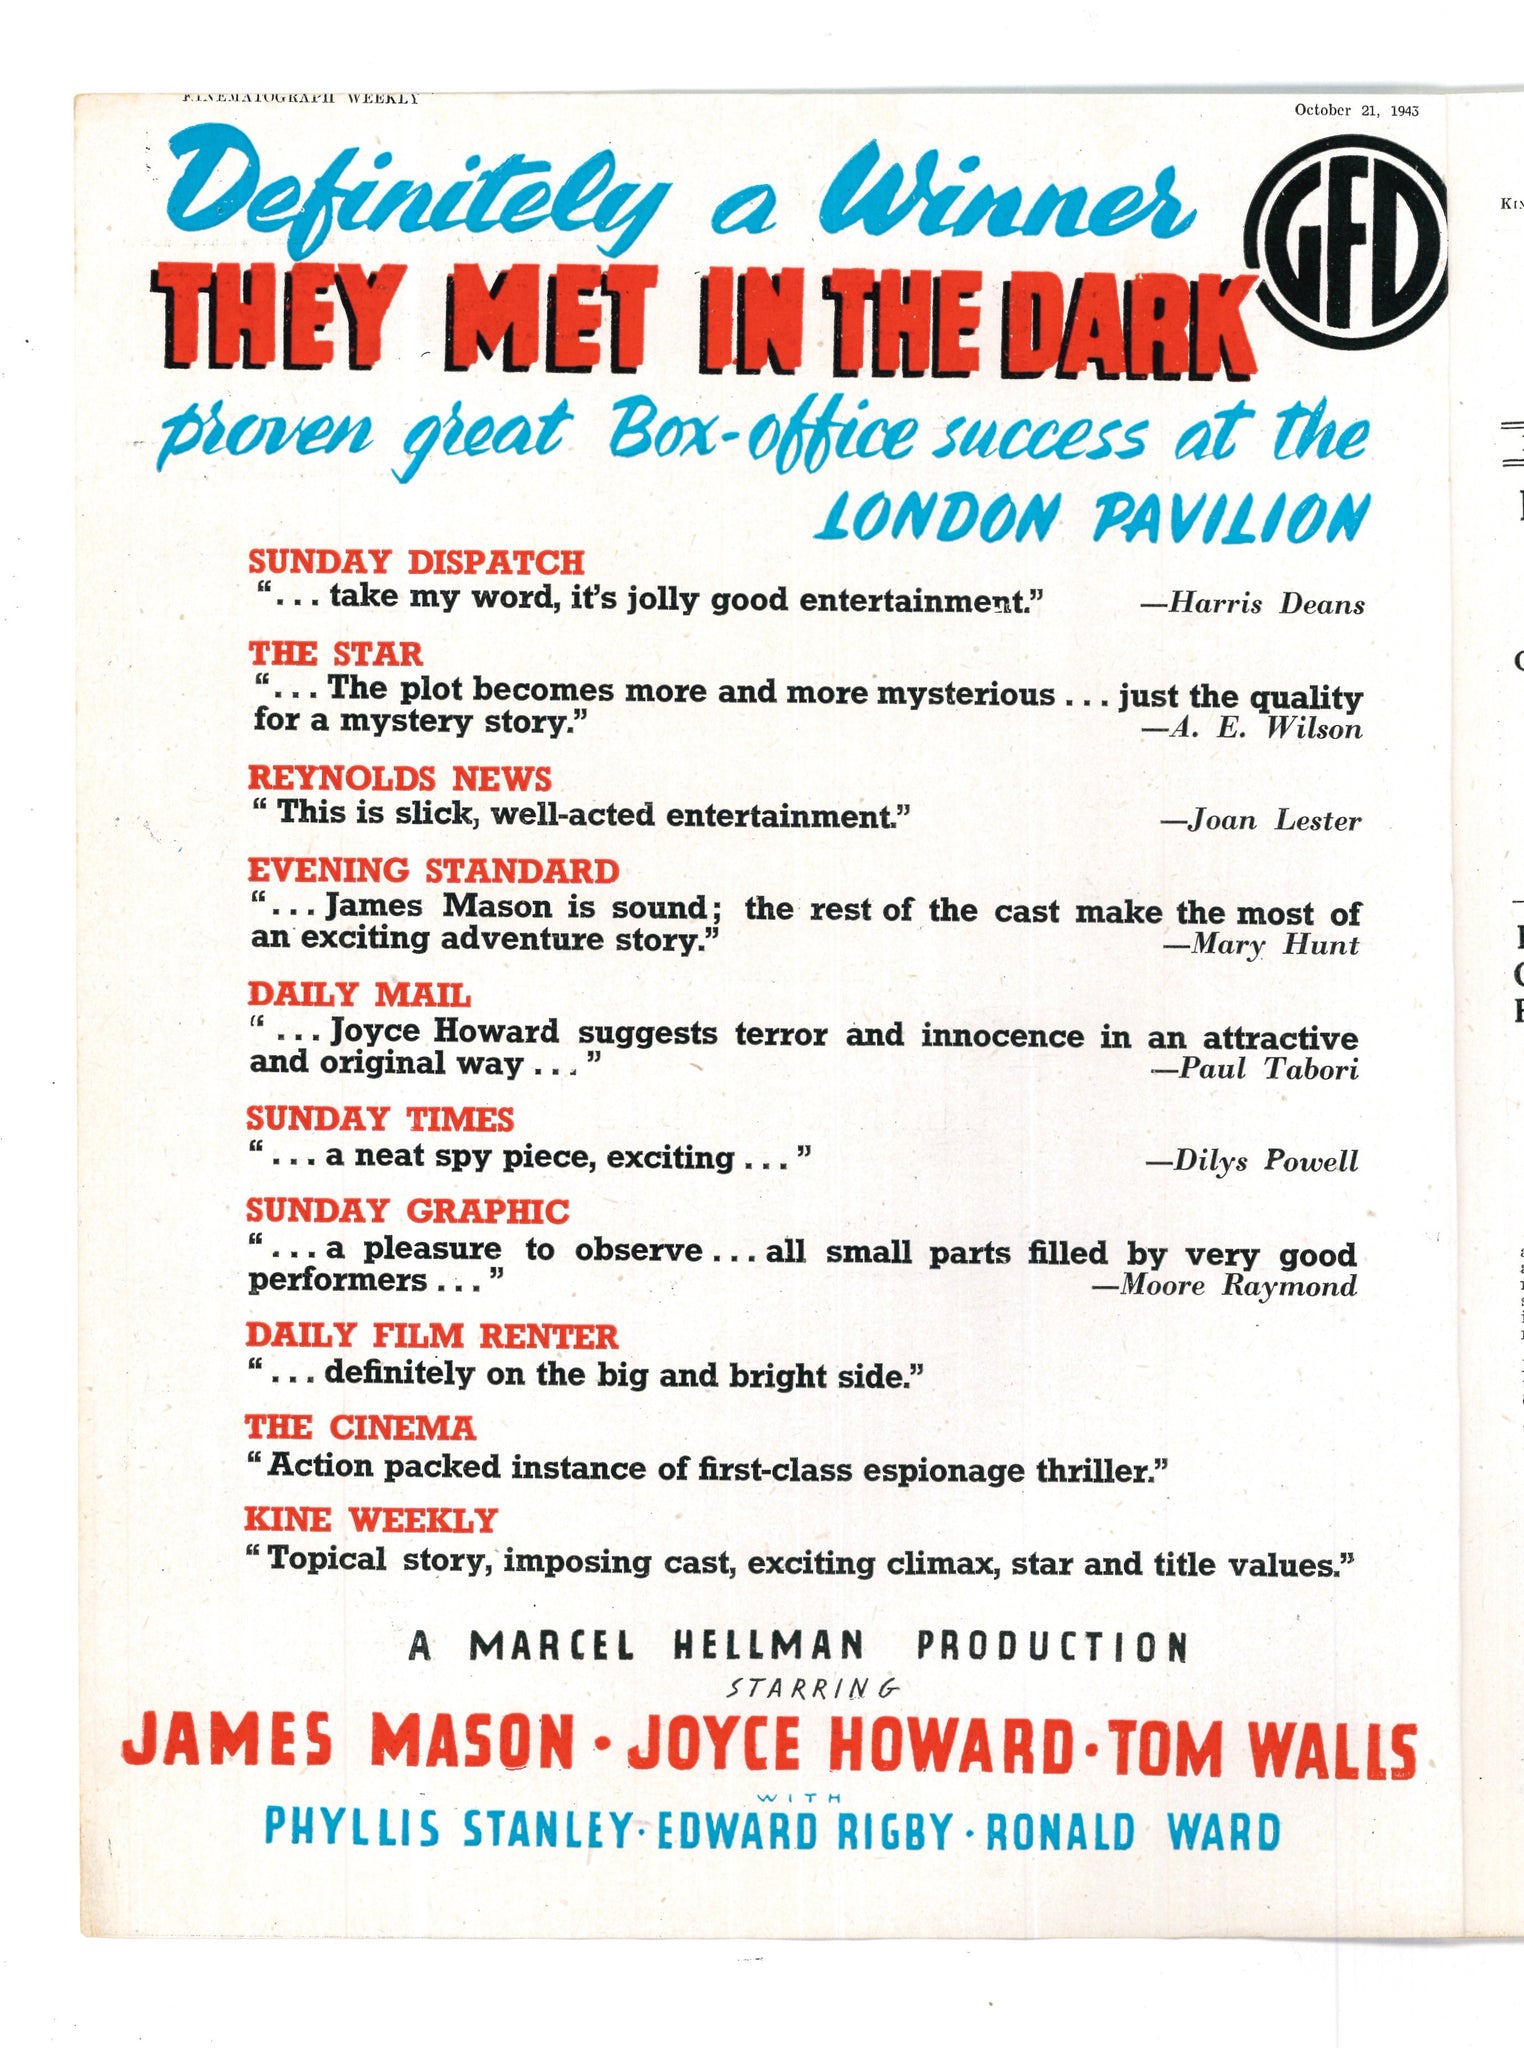 KINEMATOGRAPH WEEKLY
October 21, 1943
Definitely a Winner
GFD
THEY MET IN THE DARK
proven great Box-office success at the
LONDON PAVILION
SUNDAY DISPATCH
“... take my word, it's jolly good entertainment.” —Harris Deans
THE STAR
“... The plot becomes more and more mysterious ... just the quality
for a mystery story.” —A. E. Wilson
REYNOLDS NEWS
“This is slick, well-acted entertainment.” —Joan Lester
EVENING STANDARD
“... James Mason is sound; the rest of the cast make the most of
an exciting adventure story.” —Mary Hunt
DAILY MAIL
“... Joyce Howard suggests terror and innocence in an attractive
and original way ...” —Paul Tabori
SUNDAY TIMES
“... a neat spy piece, exciting ...” —Dilys Powell
SUNDAY GRAPHIC
“... a pleasure to observe ... all small parts filled by very good
performers ...” —Moore Raymond
DAILY FILM RENTER
“... definitely on the big and bright side.”
THE CINEMA
“Action packed instance of first-class espionage thriller.”
KINE WEEKLY
“Topical story, imposing cast, exciting climax, star and title values.”
A MARCEL HELLMAN PRODUCTION
STARRING
JAMES MASON · JOYCE HOWARD · TOM WALLS
WITH
PHYLLIS STANLEY · EDWARD RIGBY · RONALD WARD